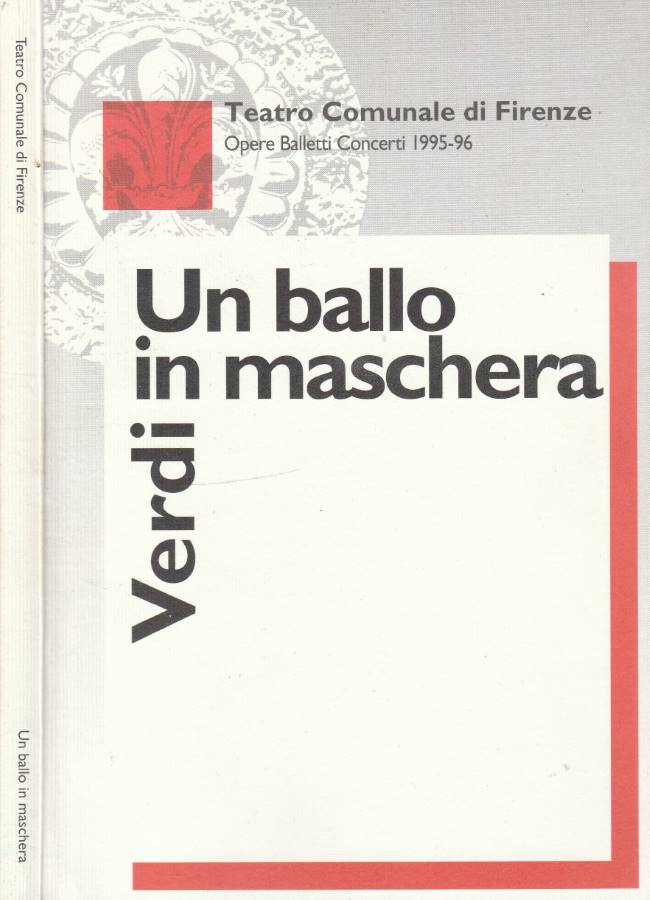 Teatro Comunale di Firenze
Un ballo in maschera
Teatro Comunale di Firenze
Opere Balletti Concerti 1995-96
Un ballo
in maschera
Verdi